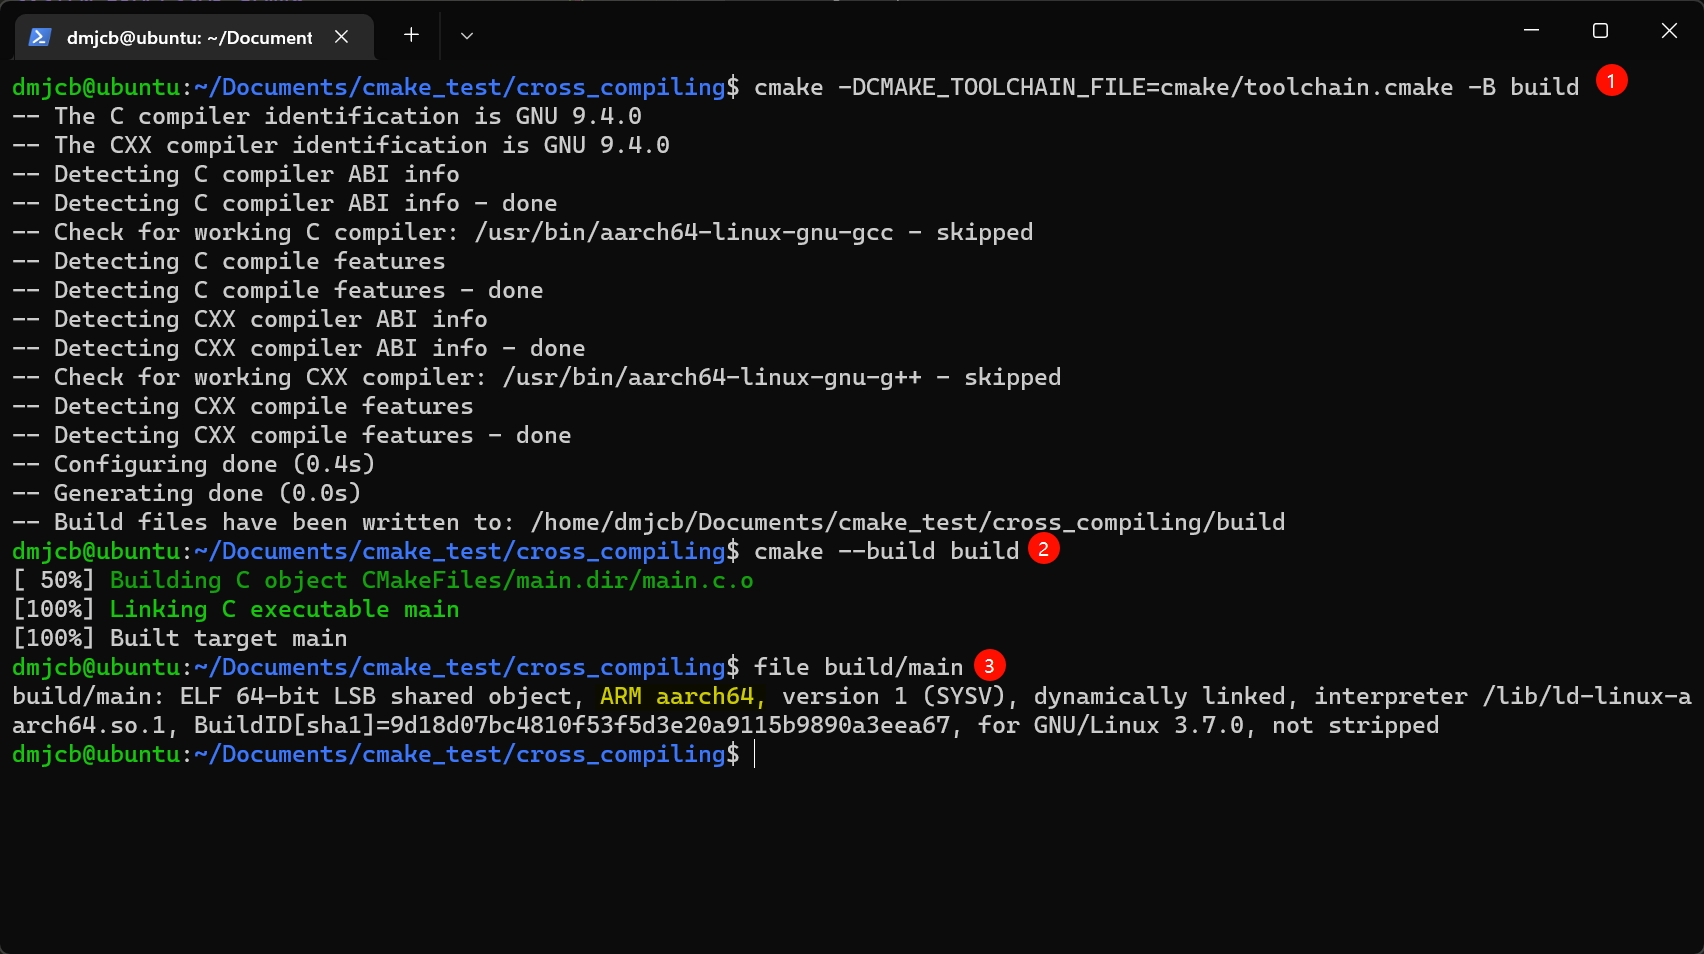 dmjcb@ubuntu: ~/Document
dmjcb@ubuntu:~/Documents/cmake_test/cross_compiling$ cmake -DCMAKE_TOOLCHAIN_FILE=cmake/toolchain.cmake -B build 1
-- The C compiler identification is GNU 9.4.0
-- The CXX compiler identification is GNU 9.4.0
-- Detecting C compiler ABI info
-- Detecting C compiler ABI info - done
-- Check for working C compiler: /usr/bin/aarch64-linux-gnu-gcc - skipped
-- Detecting C compile features
-- Detecting C compile features - done
-- Detecting CXX compiler ABI info
-- Detecting CXX compiler ABI info - done
-- Check for working CXX compiler: /usr/bin/aarch64-linux-gnu-g++ - skipped
-- Detecting CXX compile features
-- Detecting CXX compile features - done
-- Configuring done (0.4s)
-- Generating done (0.0s)
-- Build files have been written to: /home/dmjcb/Documents/cmake_test/cross_compiling/build
dmjcb@ubuntu:~/Documents/cmake_test/cross_compiling$ cmake --build build 2
[ 50%] Building C object CMakeFiles/main.dir/main.c.o
[100%] Linking C executable main
[100%] Built target main
dmjcb@ubuntu:~/Documents/cmake_test/cross_compiling$ file build/main 3
build/main: ELF 64-bit LSB shared object, ARM aarch64, version 1 (SYSV), dynamically linked, interpreter /lib/ld-linux-a
arch64.so.1, BuildID[sha1]=9d18d07bc4810f53f5d3e20a9115b9890a3eea67, for GNU/Linux 3.7.0, not stripped
dmjcb@ubuntu:~/Documents/cmake_test/cross_compiling$